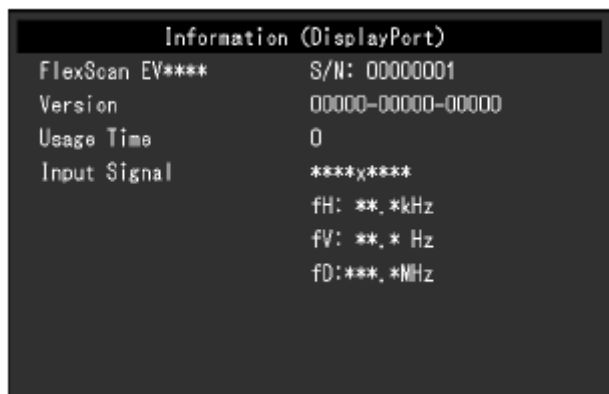 Information (DisplayPort)
FlexScan EV**** S/N: 00000001
Version 00000-00000-00000
Usage Time 0
Input Signal ****x****
fH: **.*kHz
fV: **.* Hz
fD:***.*MHz